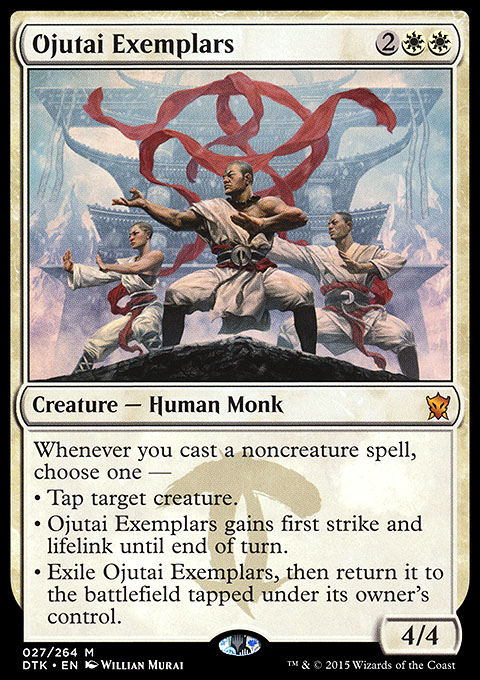 Ojutai Exemplars 2
Creature — Human Monk
Whenever you cast a noncreature spell,
choose one —
• Tap target creature.
• Ojutai Exemplars gains first strike and
lifelink until end of turn.
• Exile Ojutai Exemplars, then return it to
the battlefield tapped under its owner's
control.
4/4
027/264 M
DTK • EN Willian Murai
™ & © 2015 Wizards of the Coast